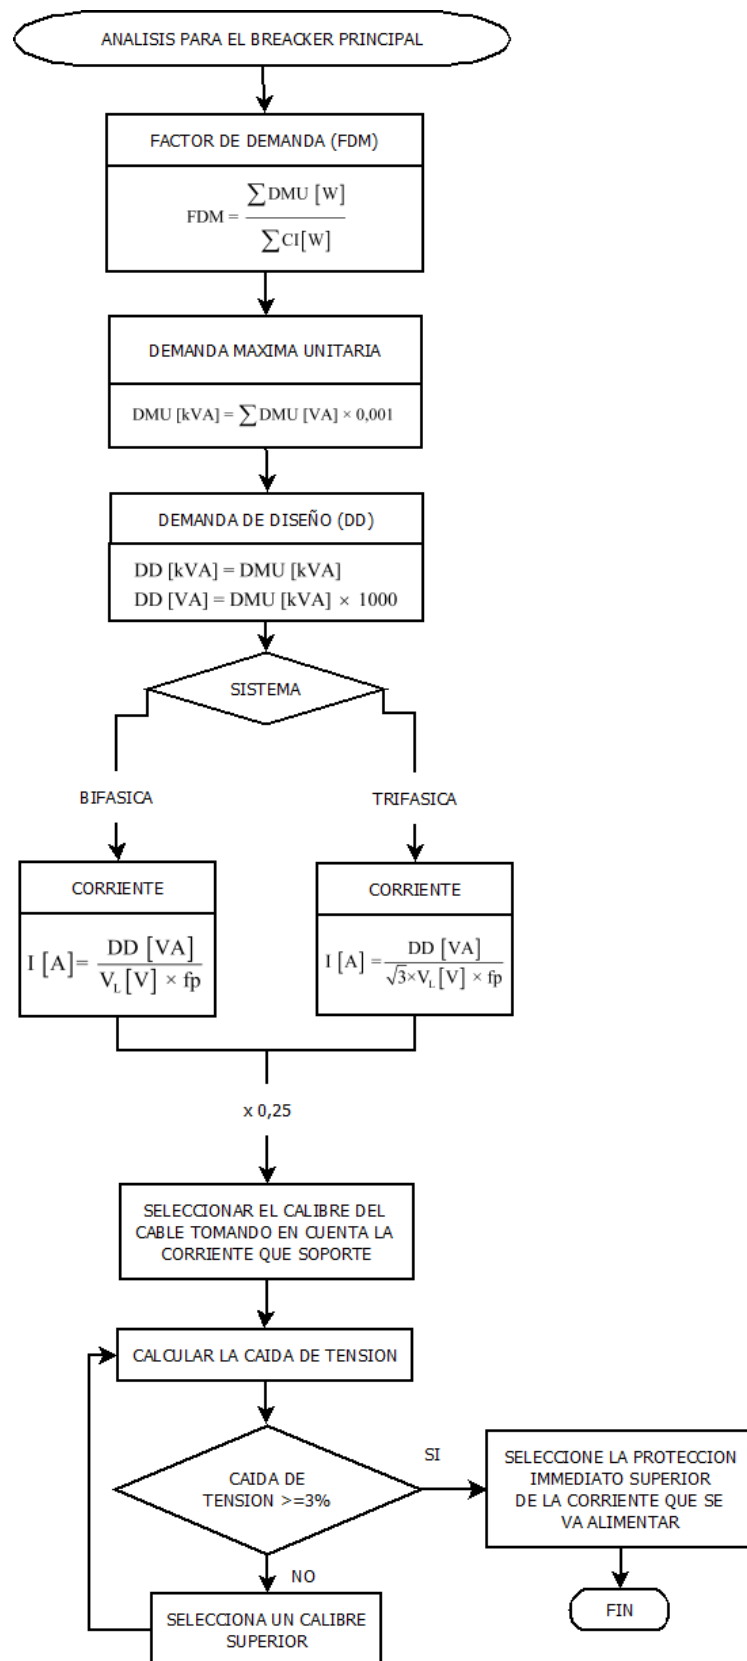 ANALISIS PARA EL BREACKER PRINCIPAL
FACTOR DE DEMANDA (FDM)
FDM = ∑DMU [W] / ∑CI[W]
DEMANDA MAXIMA UNITARIA
DMU [kVA] = ∑DMU [VA] × 0,001
DEMANDA DE DISEÑO (DD)
DD [kVA] = DMU [kVA]
DD [VA] = DMU [kVA] × 1000
SISTEMA
BIFASICA
TRIFASICA
CORRIENTE
I [A]= DD [VA] / V_L [V] × fp
CORRIENTE
I [A] = DD [VA] / √3×V_L [V] × fp
x 0,25
SELECCIONAR EL CALIBRE DEL
CABLE TOMANDO EN CUENTA LA
CORRIENTE QUE SOPORTE
CALCULAR LA CAIDA DE TENSION
CAIDA DE
TENSION >=3%
SI
SELECCIONE LA PROTECCION
IMMEDIATO SUPERIOR
DE LA CORRIENTE QUE SE
VA ALIMENTAR
NO
SELECCIONA UN CALIBRE
SUPERIOR
FIN